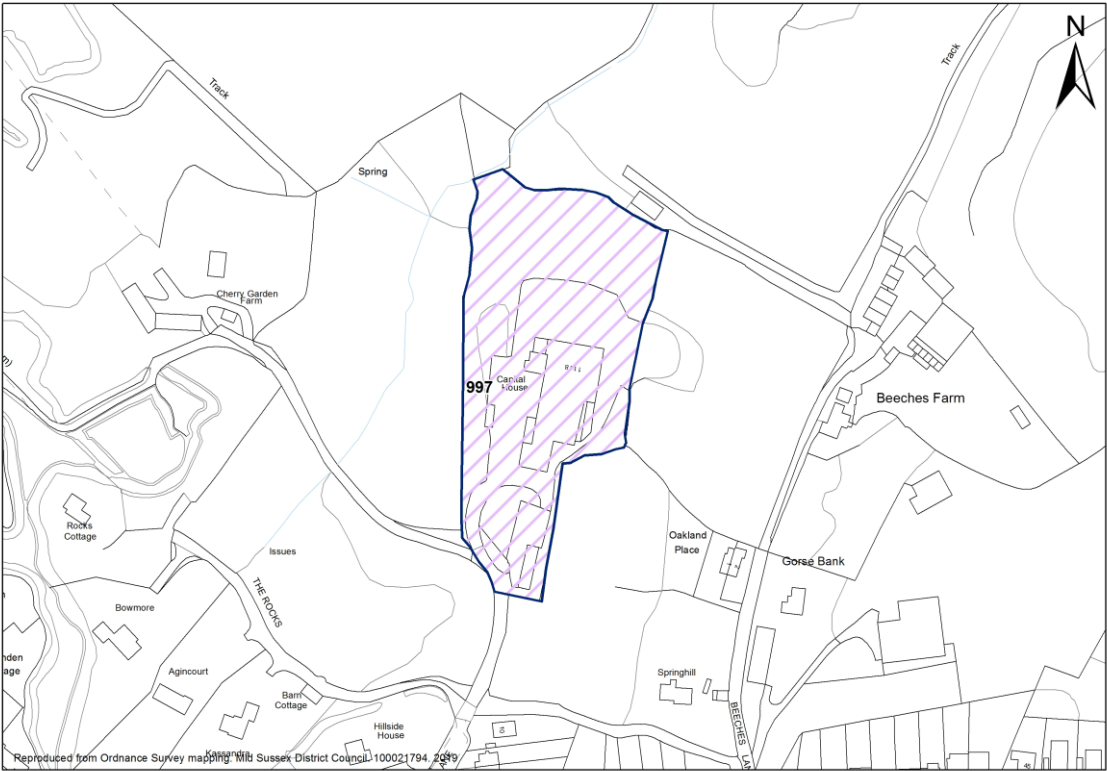 N
Track
Track
Spring
Cherry Garden
Farm
997
House
Beeches Farm
Rocks
Cottage
Issues
Oakland
Place
Gorse Bank
THE ROCKS
Bowmore
Agincourt
Barn
Cottage
Springhill
Hillside
House
BEECHES
Kassandra
Reproduced from Ordnance Survey mapping. Mid Sussex District Council 100021794. 2019